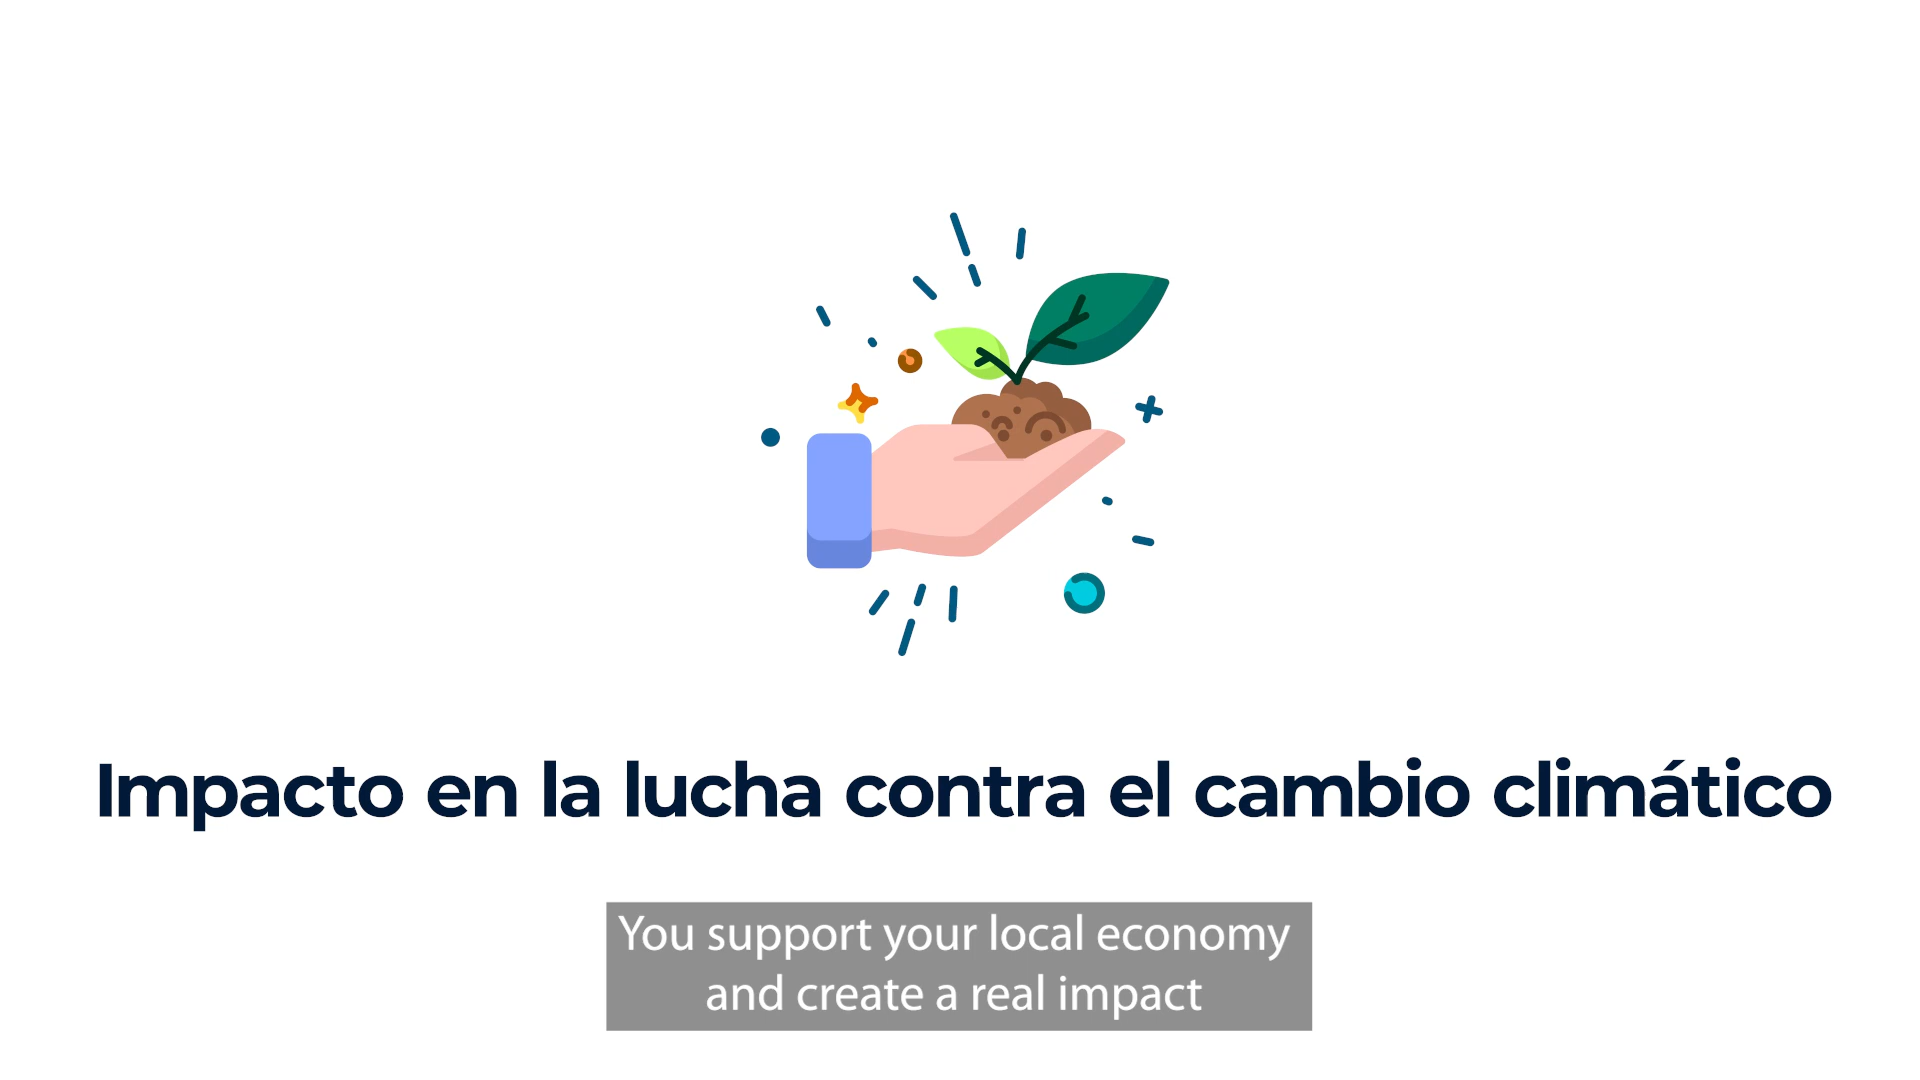 Impacto en la lucha contra el cambio climático
You support your local economy
and create a real impact